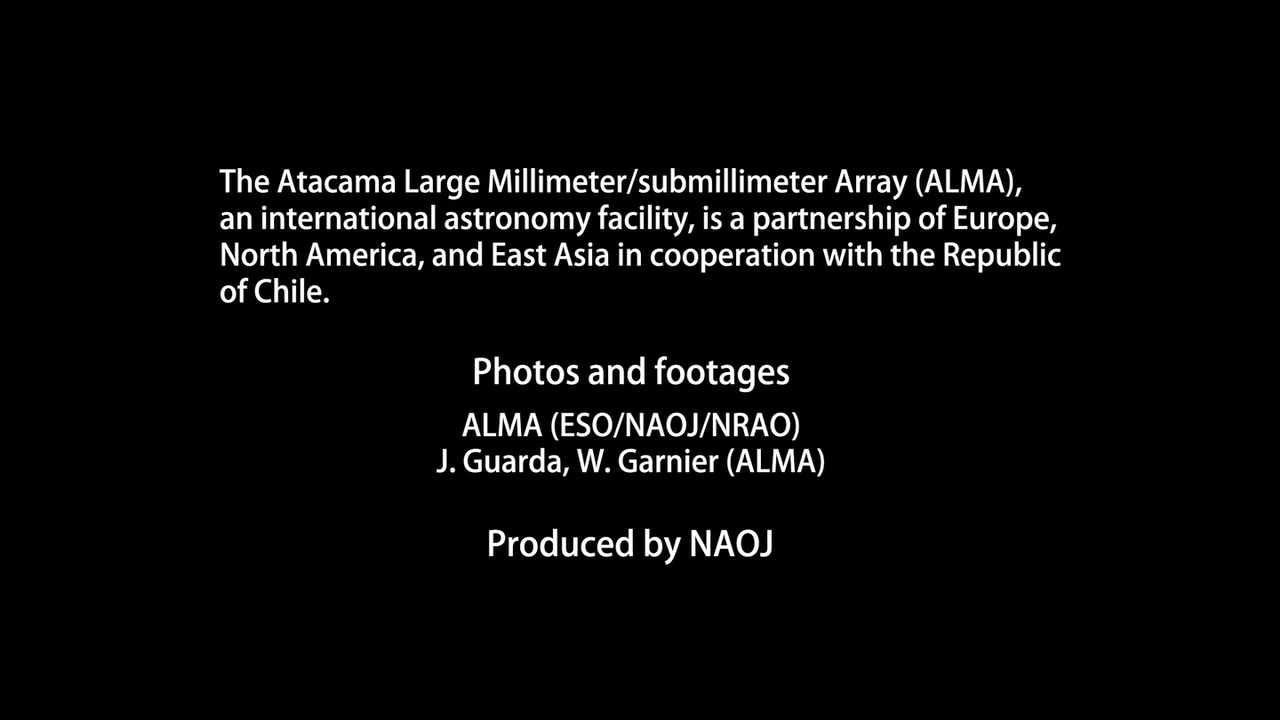 The Atacama Large Millimeter/submillimeter Array (ALMA),
an international astronomy facility, is a partnership of Europe,
North America, and East Asia in cooperation with the Republic
of Chile.
Photos and footages
ALMA (ESO/NAOJ/NRAO)
J. Guarda, W. Garnier (ALMA)
Produced by NAOJ